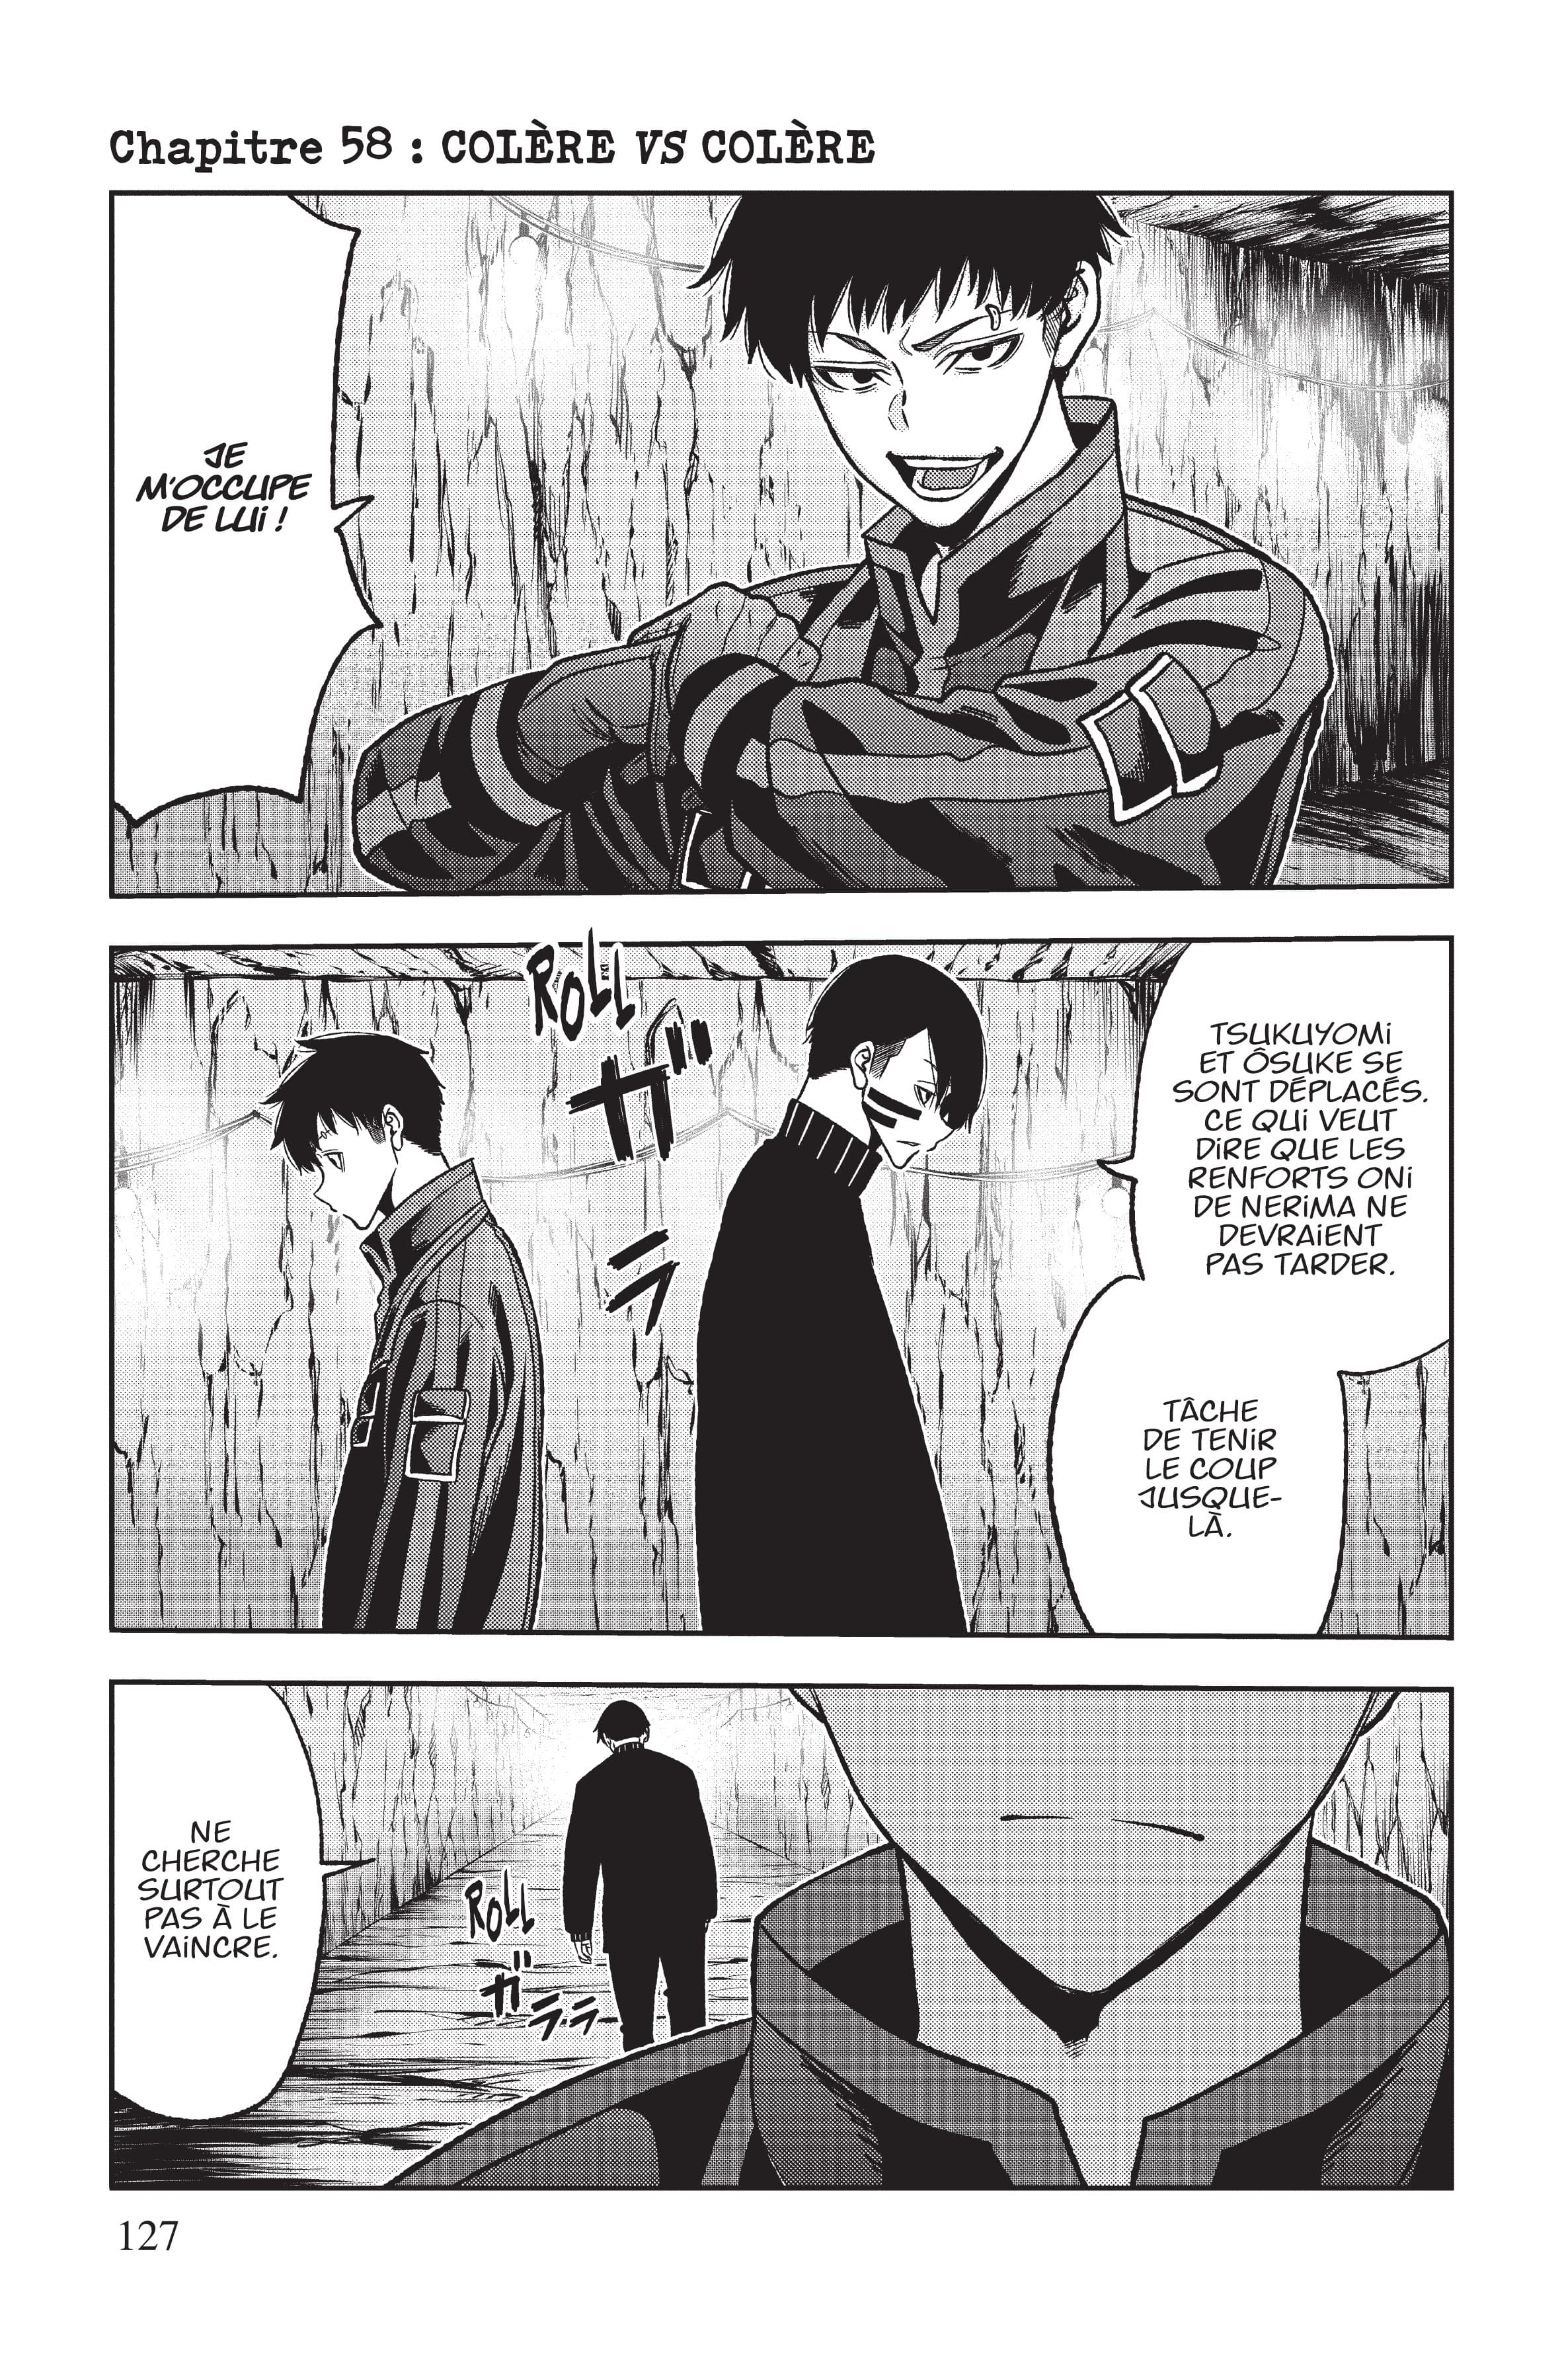 Chapitre 58 : COLÈRE VS COLÈRE
JE
M'OCCUPE
DE LUI !
TSUKUYOMI
ET ÔSUKE SE
SONT DÉPLACÉS.
CE QUI VEUT
DIRE QUE LES
RENFORTS ONI
DE NERIMA NE
DEVRAIENT
PAS TARDER.
ROLL
ガラ
TÂCHE
DE TENIR
LE COUP
JUSQUE-
LÀ.
NE
CHERCHE
SURTOUT
PAS À LE
VAINCRE.
ROLL
ガララ
127